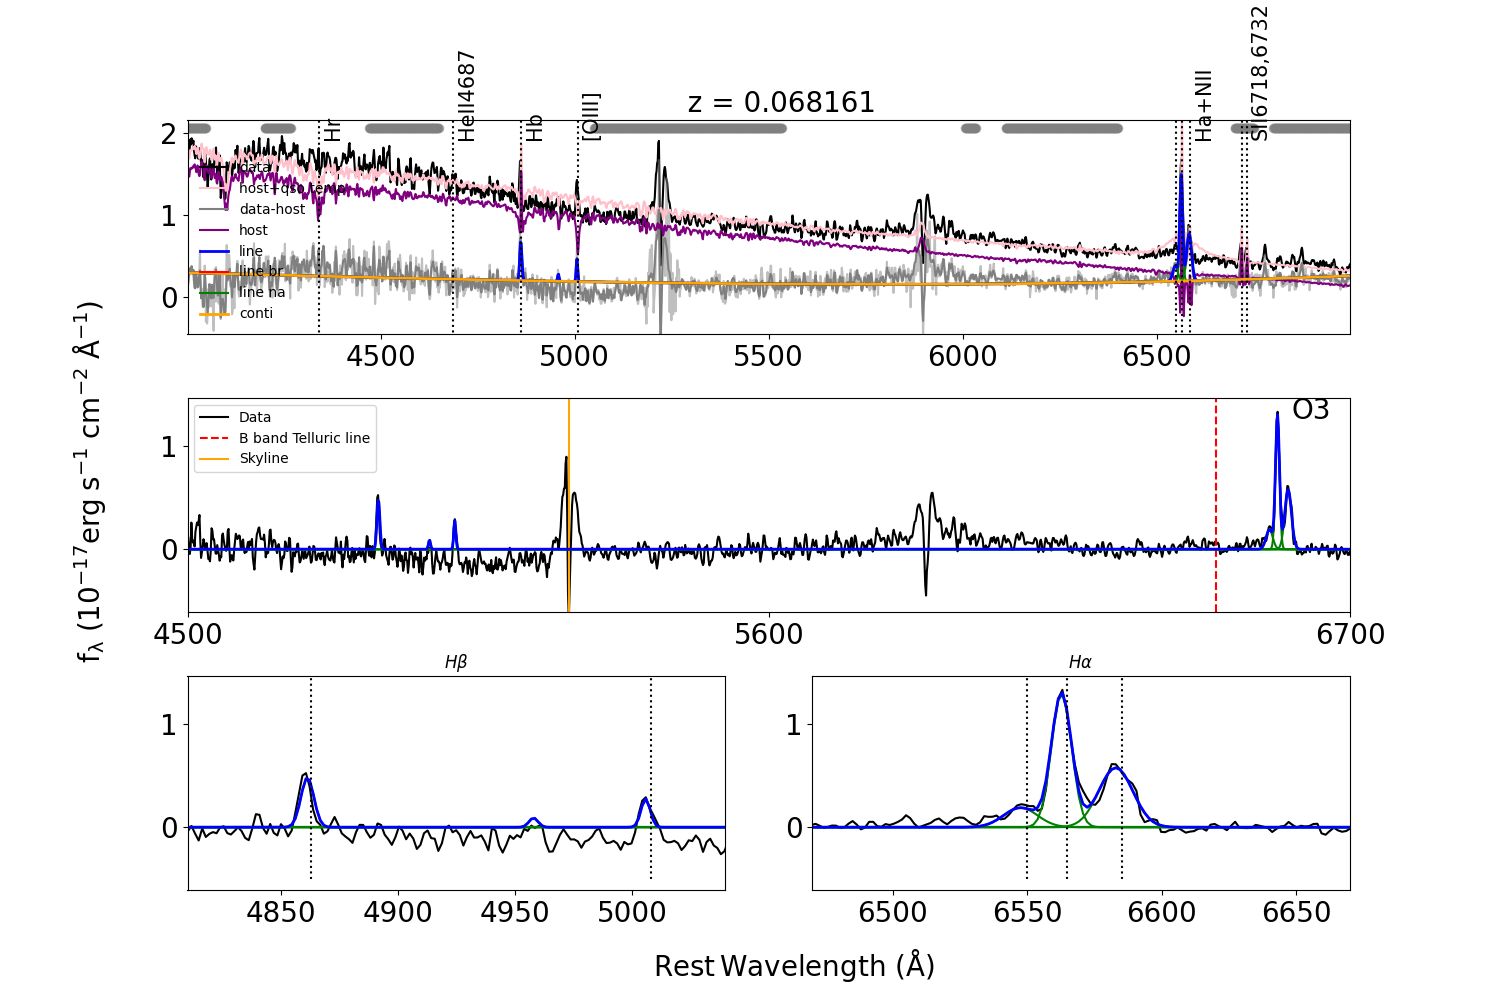 z = 0.068161
Hr
HeII4687
Hb
[OIII]
Ha+NII
SII6718,6732
data
host+qso temp
data-host
host
line
line br
line na
conti
2
1
0
4500
5000
5500
6000
6500
fλ (10⁻¹⁷erg s⁻¹ cm⁻² Å⁻¹)
O3
Data
B band Telluric line
Skyline
1
0
4500
5600
6700
Hβ
1
0
4850
4900
4950
5000
Hα
1
0
6500
6550
6600
6650
Rest Wavelength (Å)